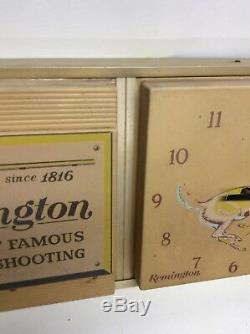 since 1816
ington
FAMOUS
SHOOTING
11
10
9
8
7
6
Remington